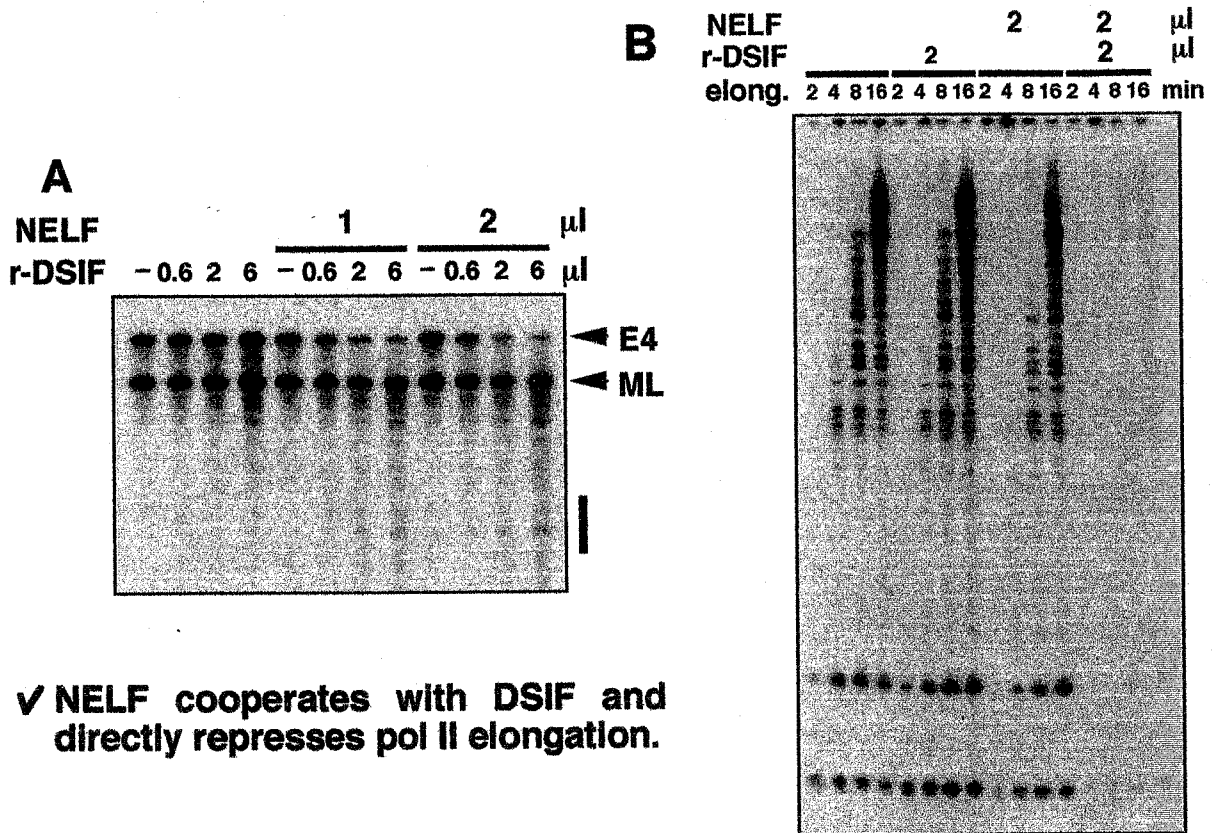 A
NELF 1 2 µl
r-DSIF – 0.6 2 6 – 0.6 2 6 – 0.6 2 6 µl
E4
ML
✓ NELF cooperates with DSIF and
directly represses pol II elongation.
B
NELF 2 2 µl
r-DSIF 2 2 µl
elong. 2 4 8 16 2 4 8 16 2 4 8 16 2 4 8 16 min